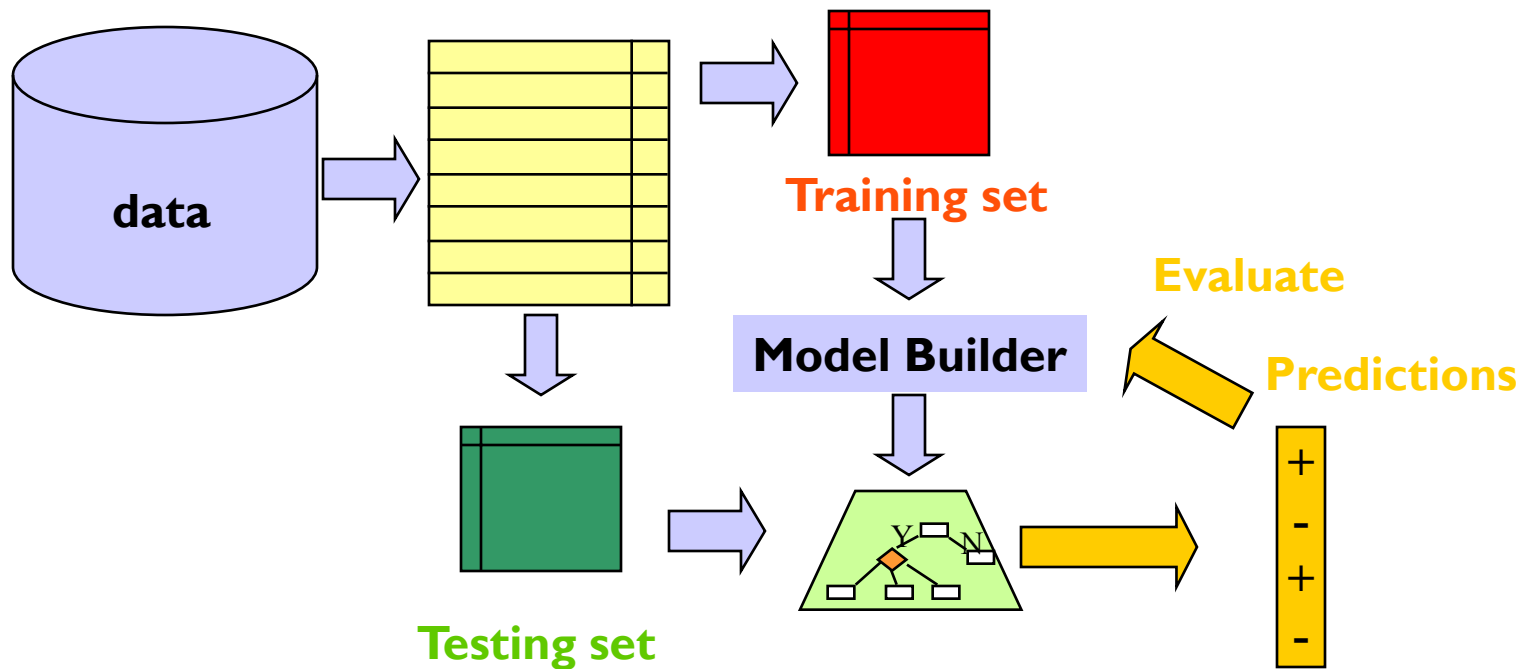 data
Training set
Evaluate
Model Builder
Predictions
Y
N
+
-
+
-
Testing set